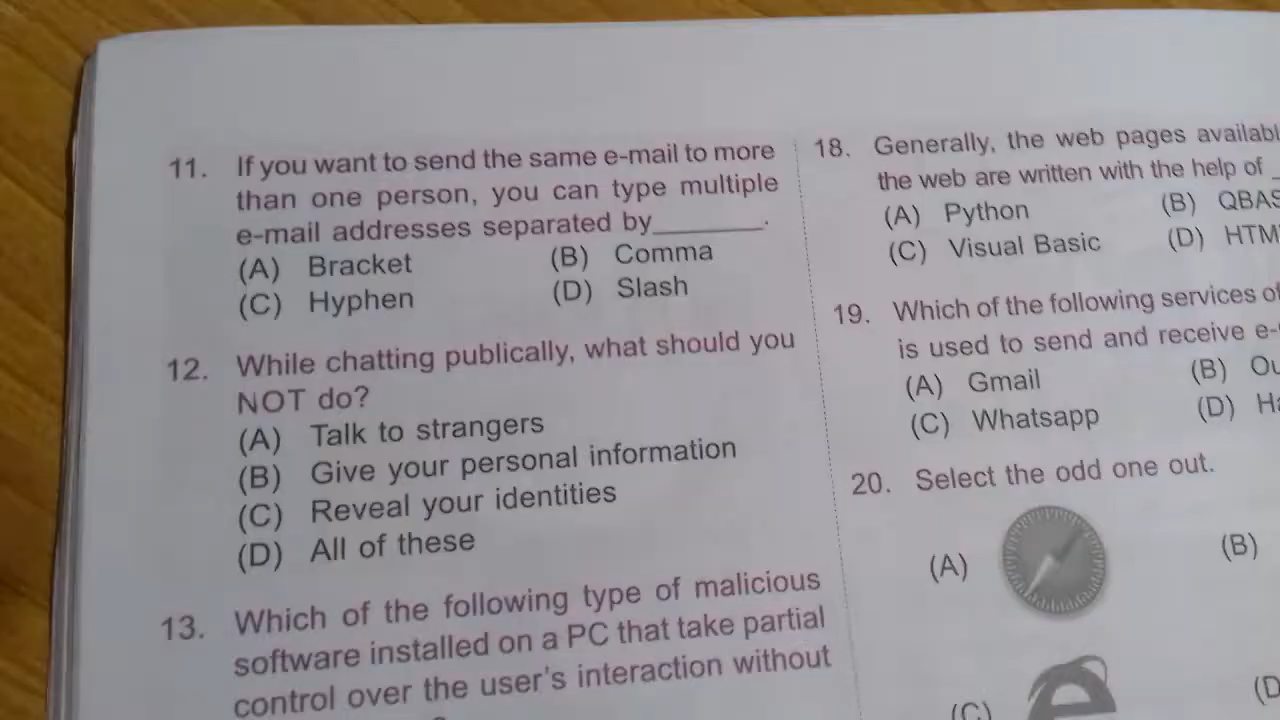 11. If you want to send the same e-mail to more
than one person, you can type multiple
e-mail addresses separated by_______.
(A) Bracket (B) Comma
(C) Hyphen (D) Slash
12. While chatting publically, what should you
NOT do?
(A) Talk to strangers
(B) Give your personal information
(C) Reveal your identities
(D) All of these
13. Which of the following type of malicious
software installed on a PC that take partial
control over the user's interaction without
18. Generally, the web pages
the web are written with the help of _
(A) Python (B)
(C) Visual Basic (D)
19. Which of the following services of
is used to send and receive
(A) Gmail (B)
(C) Whatsapp (D)
20. Select the odd one out.
(A) (B)
(C) (D